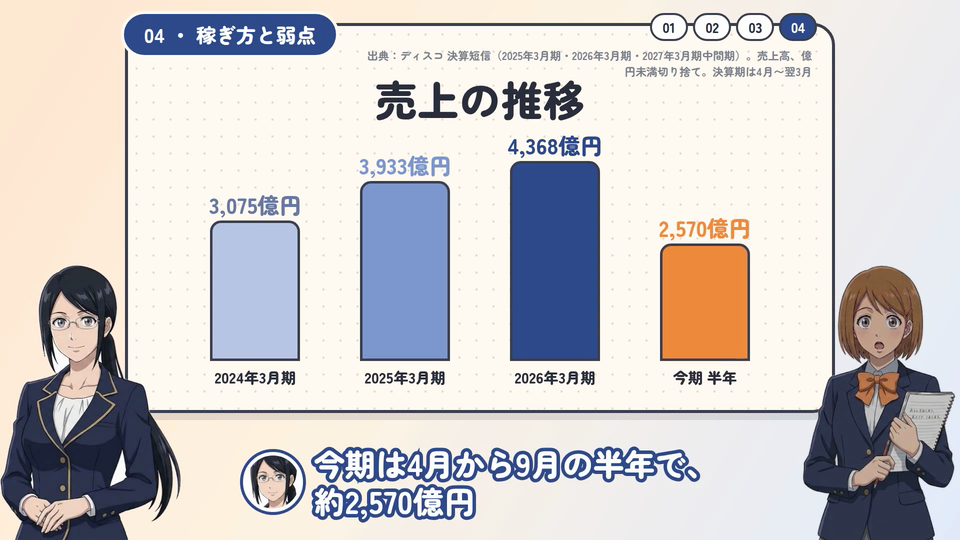 04 ・ 稼ぎ方と弱点
01 02 03 04
出典：ディスコ 決算短信（2025年3月期・2026年3月期・2027年3月期中間期）。売上高、億
円未満切り捨て。決算期は4月〜翌3月
売上の推移
3,075億円
3,933億円
4,368億円
2,570億円
2024年3月期
2025年3月期
2026年3月期
今期 半年
今期は4月から9月の半年で、
約2,570億円